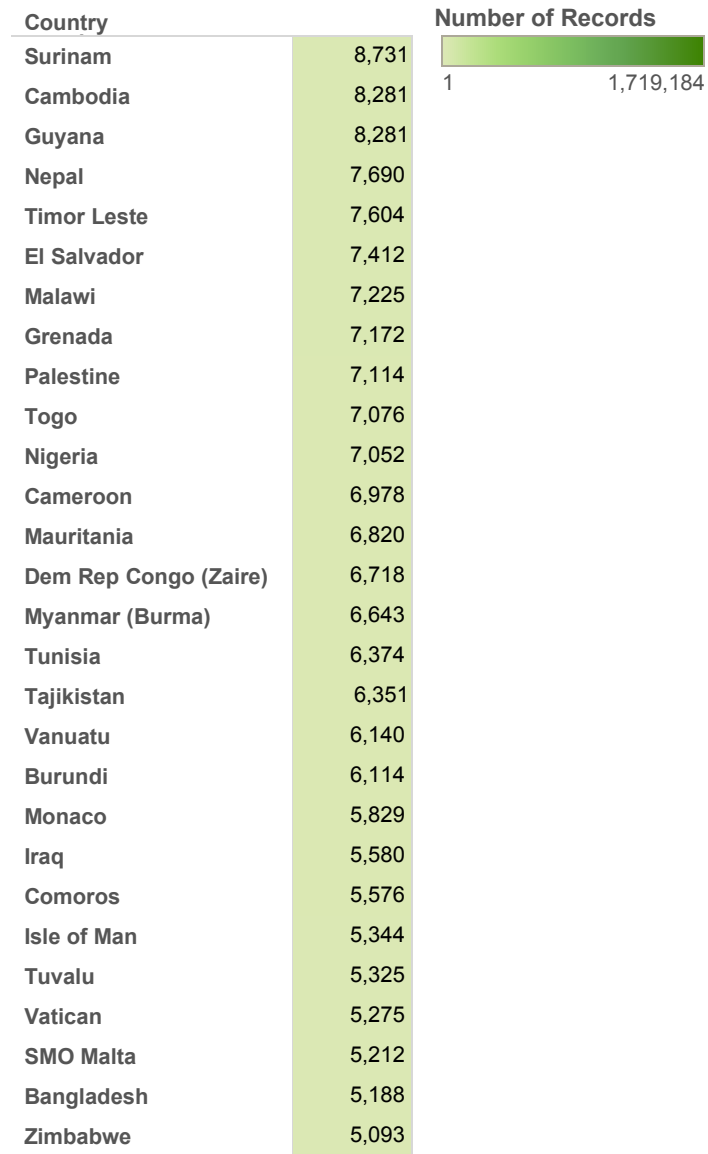 Country
Surinam 8,731
Cambodia 8,281
Guyana 8,281
Nepal 7,690
Timor Leste 7,604
El Salvador 7,412
Malawi 7,225
Grenada 7,172
Palestine 7,114
Togo 7,076
Nigeria 7,052
Cameroon 6,978
Mauritania 6,820
Dem Rep Congo (Zaire) 6,718
Myanmar (Burma) 6,643
Tunisia 6,374
Tajikistan 6,351
Vanuatu 6,140
Burundi 6,114
Monaco 5,829
Iraq 5,580
Comoros 5,576
Isle of Man 5,344
Tuvalu 5,325
Vatican 5,275
SMO Malta 5,212
Bangladesh 5,188
Zimbabwe 5,093
Number of Records
1 1,719,184